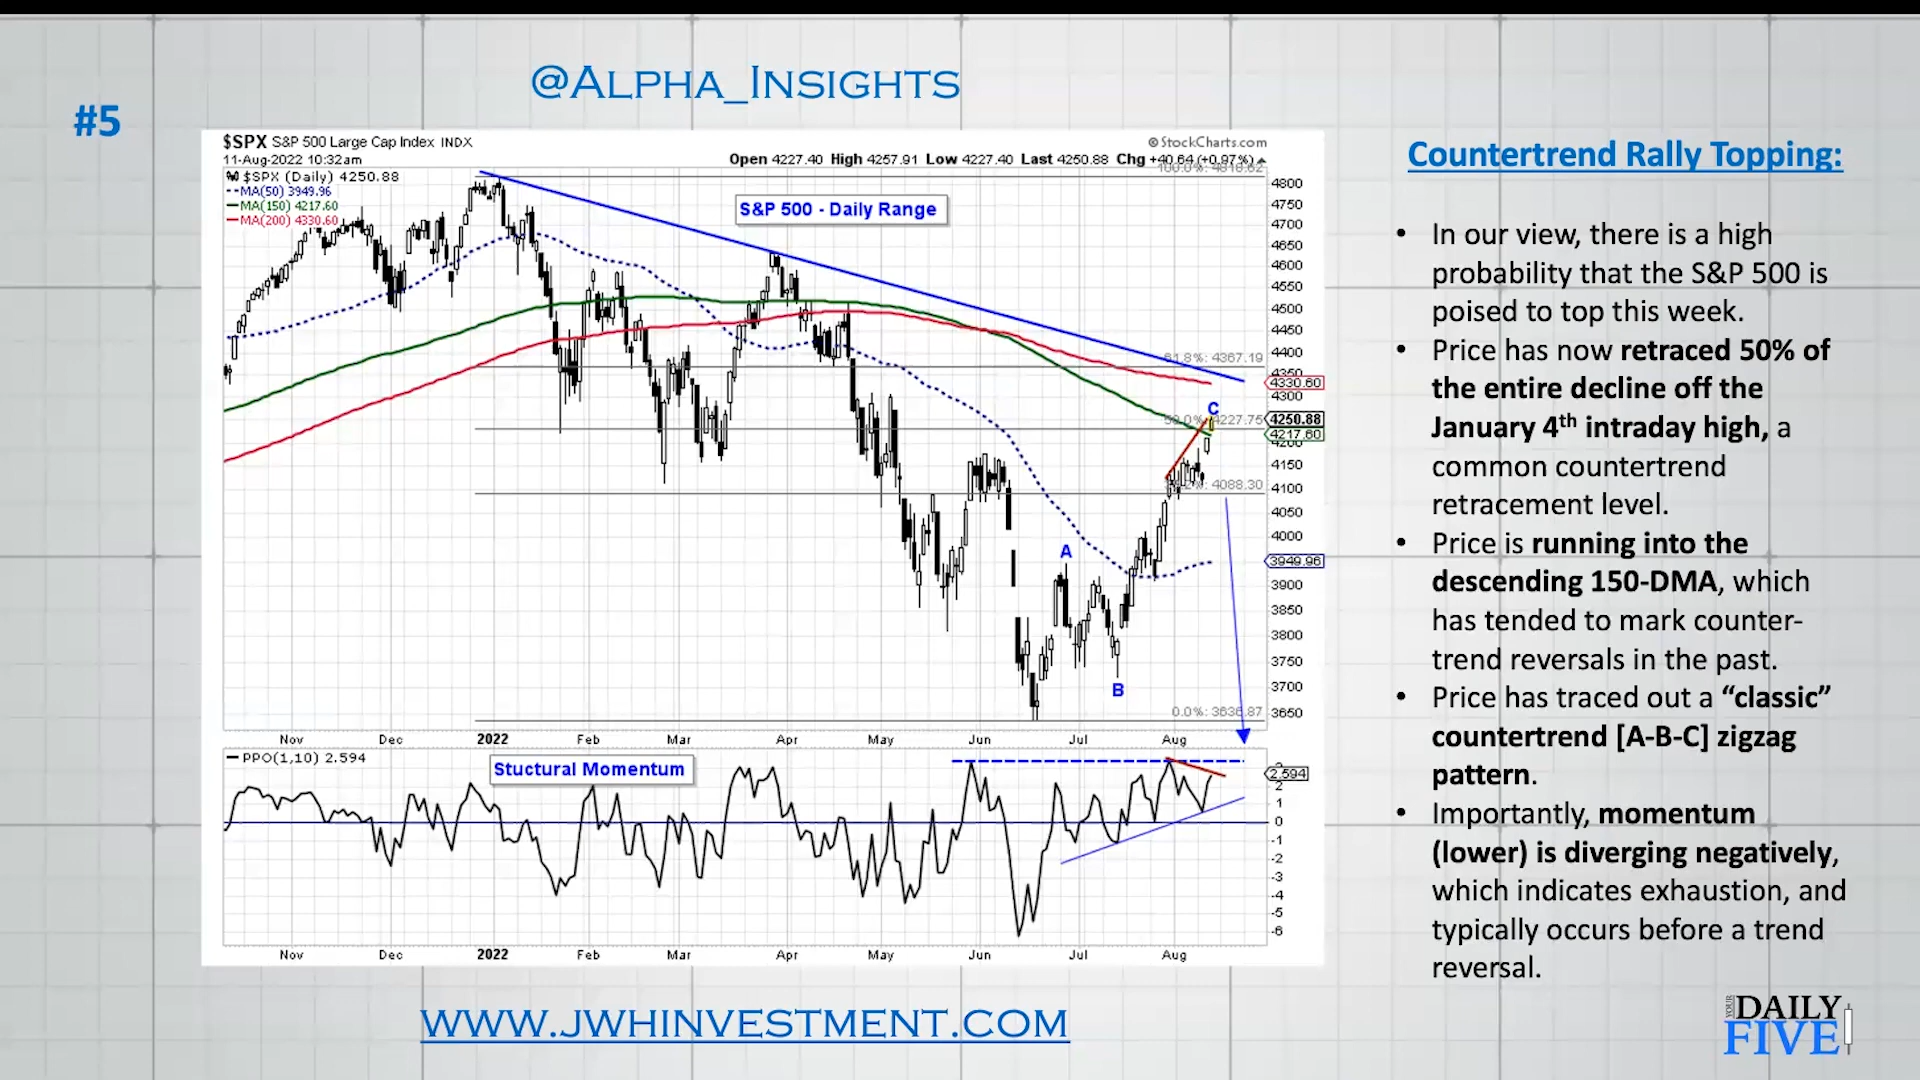 @ALPHA_INSIGHTS
#5
$SPX S&P 500 Large Cap Index INDX
© StockCharts.com
11-Aug-2022 10:32am
Open 4227.40 High 4257.91 Low 4227.40 Last 4250.88 Chg +40.64 (+0.97%)
$SPX (Daily) 4250.88
MA(50) 3949.96
MA(150) 4217.60
MA(200) 4330.60
S&P 500 - Daily Range
100.0%: 4818.62
61.8%: 4367.19
50.0%: 4227.75
4088.30
0.0%: 3636.87
A
B
C
4800
4750
4700
4650
4600
4550
4500
4450
4400
4350
4330.60
4300
4250.88
4217.60
4200
4150
4100
4050
4000
3949.96
3900
3850
3800
3750
3700
3650
Nov Dec 2022 Feb Mar Apr May Jun Jul Aug
PPO(1,10) 2.594
Stuctural Momentum
2.594
2
1
0
-1
-2
-3
-4
-5
-6
Nov Dec 2022 Feb Mar Apr May Jun Jul Aug
WWW.JWHINVESTMENT.COM
Countertrend Rally Topping:
• In our view, there is a high
probability that the S&P 500 is
poised to top this week.
• Price has now retraced 50% of
the entire decline off the
January 4th intraday high, a
common countertrend
retracement level.
• Price is running into the
descending 150-DMA, which
has tended to mark counter-
trend reversals in the past.
• Price has traced out a “classic”
countertrend [A-B-C] zigzag
pattern.
• Importantly, momentum
(lower) is diverging negatively,
which indicates exhaustion, and
typically occurs before a trend
reversal.
YOUR
DAILY
FIVE